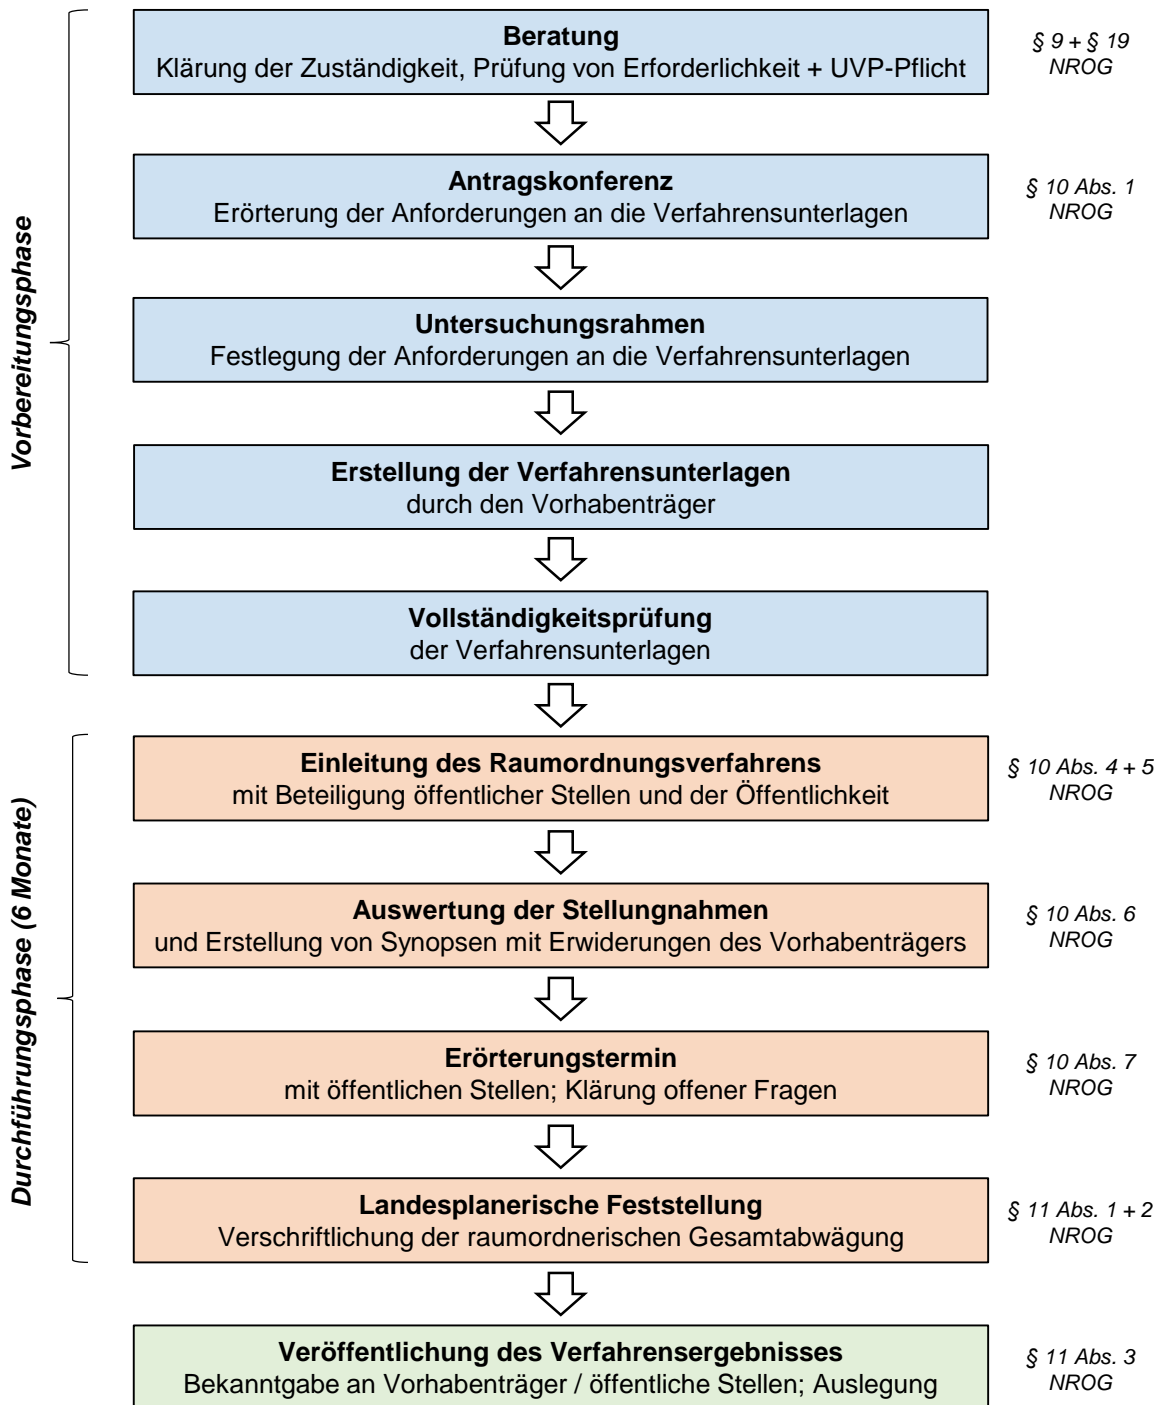 Vorbereitungsphase
Beratung
Klärung der Zuständigkeit, Prüfung von Erforderlichkeit + UVP-Pflicht
§ 9 + § 19
NROG
Antragskonferenz
Erörterung der Anforderungen an die Verfahrensunterlagen
§ 10 Abs. 1
NROG
Untersuchungsrahmen
Festlegung der Anforderungen an die Verfahrensunterlagen
Erstellung der Verfahrensunterlagen
durch den Vorhabenträger
Vollständigkeitsprüfung
der Verfahrensunterlagen
Durchführungsphase (6 Monate)
Einleitung des Raumordnungsverfahrens
mit Beteiligung öffentlicher Stellen und der Öffentlichkeit
§ 10 Abs. 4 + 5
NROG
Auswertung der Stellungnahmen
und Erstellung von Synopsen mit Erwiderungen des Vorhabenträgers
§ 10 Abs. 6
NROG
Erörterungstermin
mit öffentlichen Stellen; Klärung offener Fragen
§ 10 Abs. 7
NROG
Landesplanerische Feststellung
Verschriftlichung der raumordnerischen Gesamtabwägung
§ 11 Abs. 1 + 2
NROG
Veröffentlichung des Verfahrensergebnisses
Bekanntgabe an Vorhabenträger / öffentliche Stellen; Auslegung
§ 11 Abs. 3
NROG